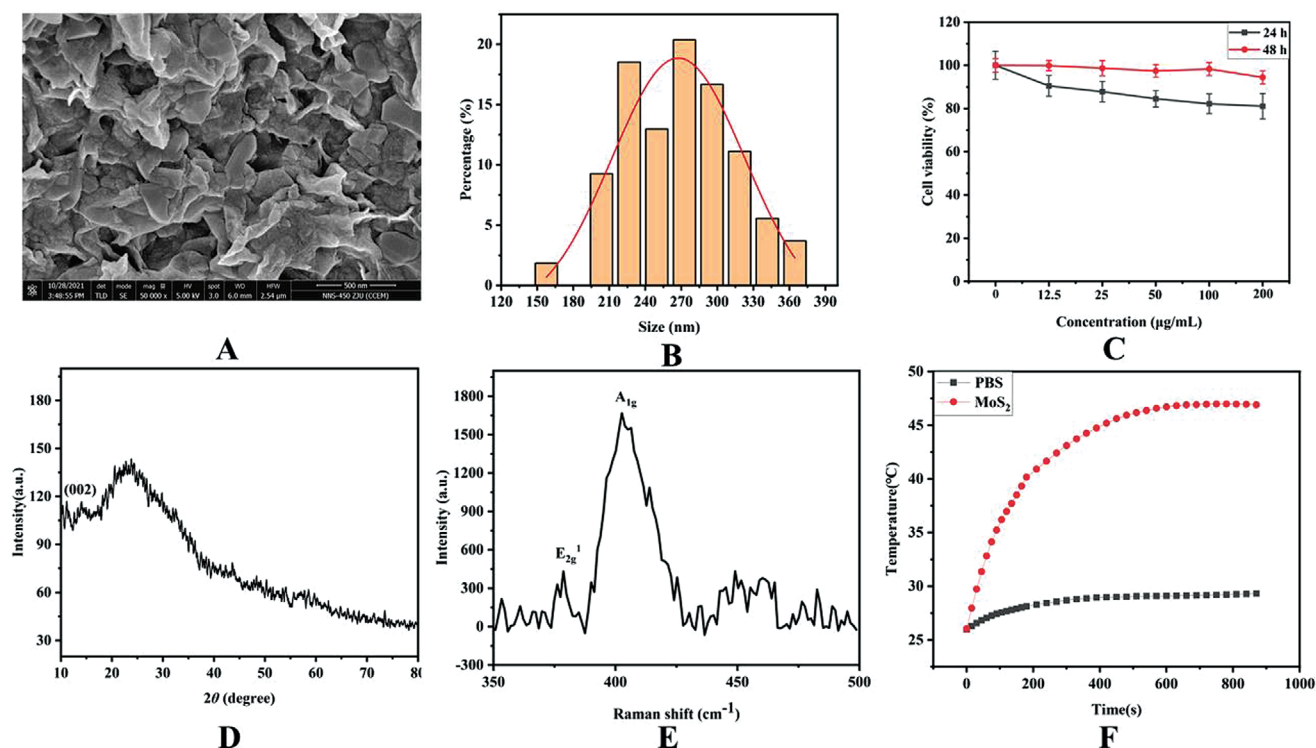 10/28/2021 det mode mag HV spot WD HFW 500 nm
3:48:55 PM TLD SE 50 000 x 5.00 kV 3.0 6.0 mm 2.54 µm NNS-450 ZJU (CCEM)
A
20
15
10
5
0
Percentage (%)
120 150 180 210 240 270 300 330 360 390
Size (nm)
B
24 h
48 h
120
100
80
60
40
20
0
Cell viability (%)
0 12.5 25 50 100 200
Concentration (µg/mL)
C
180
150
120
90
60
30
Intensity(a.u.)
(002)
10 20 30 40 50 60 70 80
2θ (degree)
D
1800
1500
1200
900
600
300
0
-300
Intensity (a.u.)
A1g
E2g1
350 400 450 500
Raman shift (cm-1)
E
PBS
MoS2
50
45
40
35
30
25
Temperature(°C)
0 200 400 600 800 1000
Time(s)
F